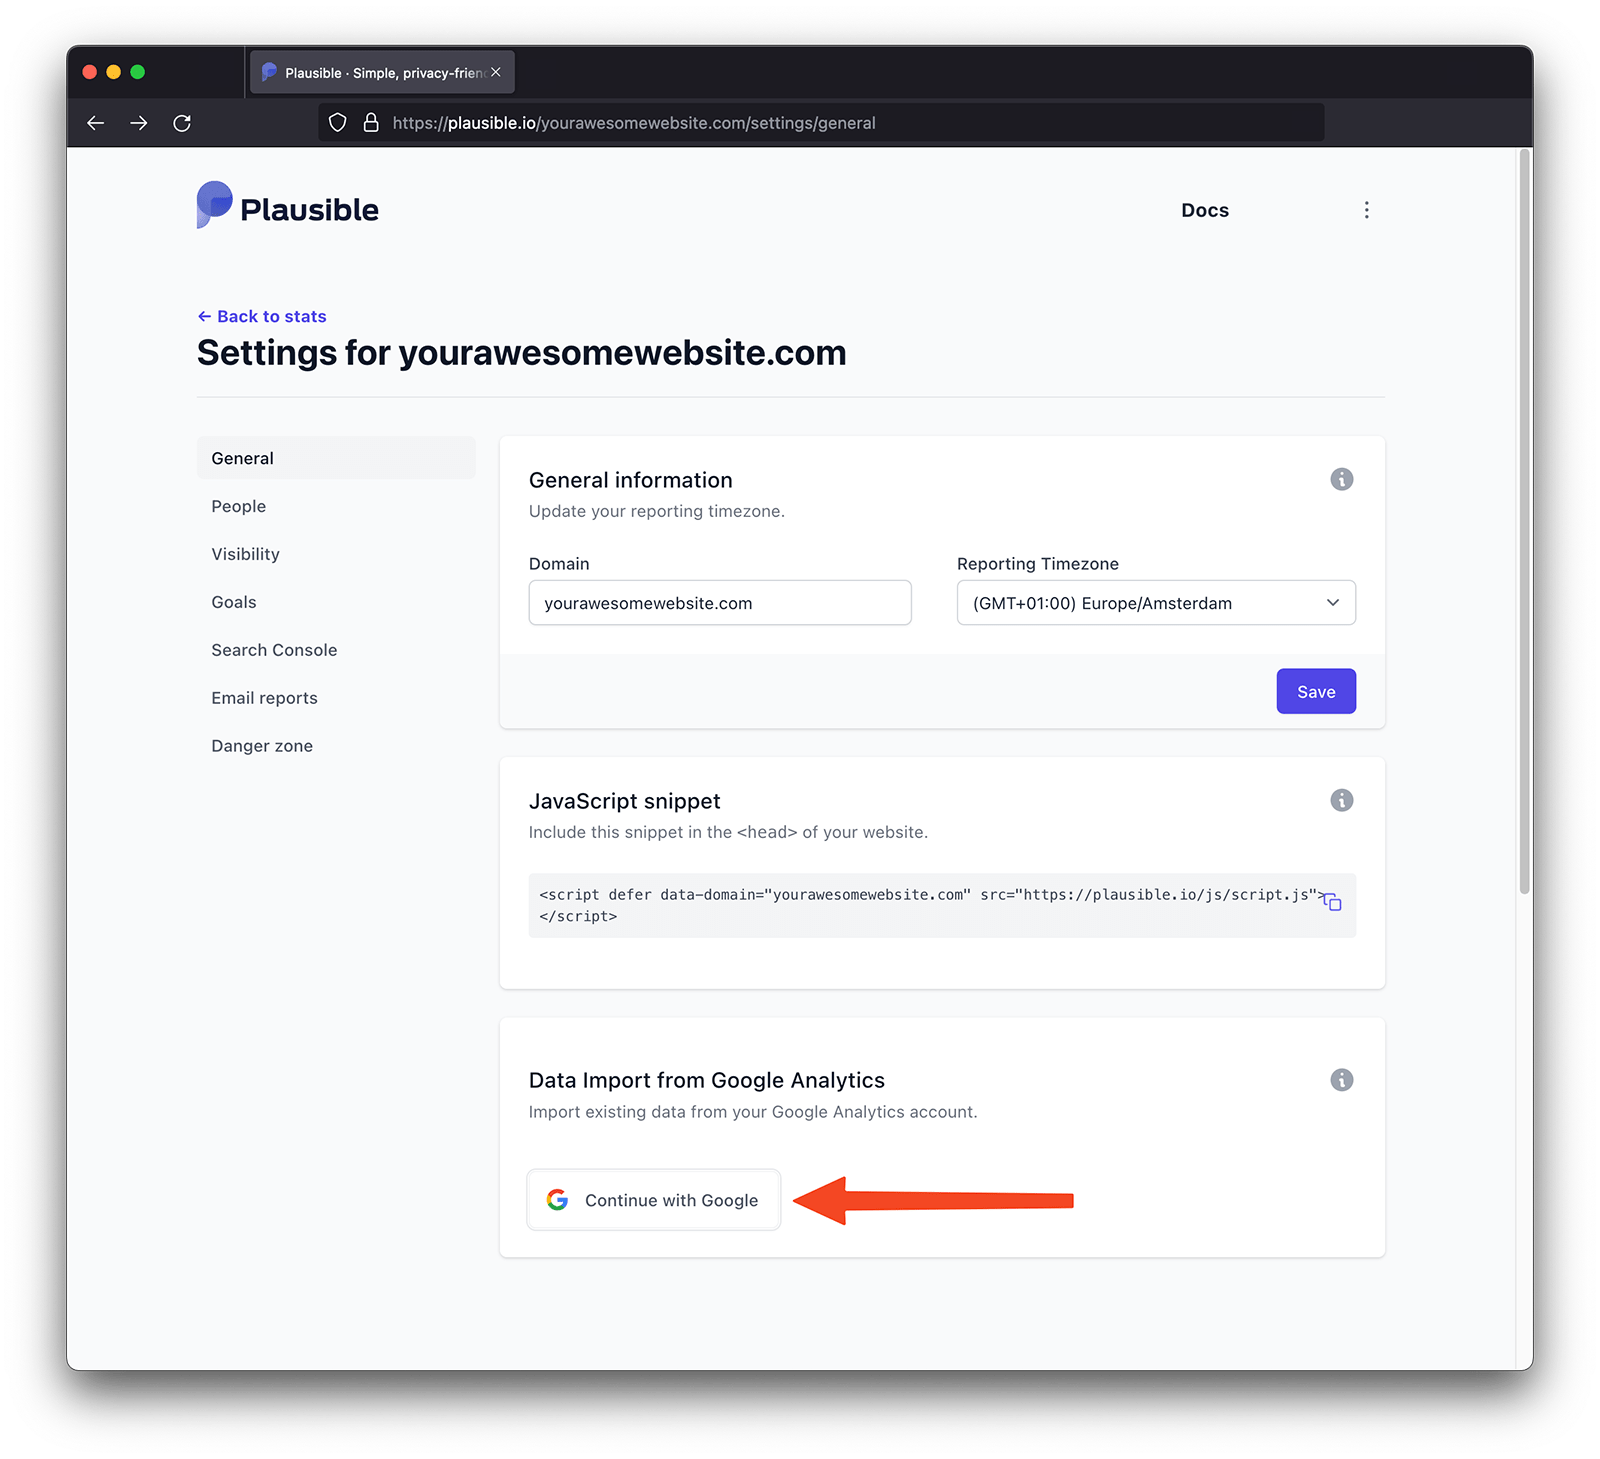 Plausible · Simple, privacy-frien
https://plausible.io/yourawesomewebsite.com/settings/general
Plausible
Docs
← Back to stats
Settings for yourawesomewebsite.com
General
People
Visibility
Goals
Search Console
Email reports
Danger zone
General information
Update your reporting timezone.
Domain
Reporting Timezone
yourawesomewebsite.com
(GMT+01:00) Europe/Amsterdam
Save
JavaScript snippet
Include this snippet in the <head> of your website.
<script defer data-domain="yourawesomewebsite.com" src="https://plausible.io/js/script.js">
</script>
Data Import from Google Analytics
Import existing data from your Google Analytics account.
Continue with Google